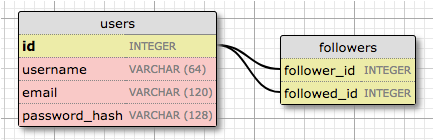 users
id INTEGER
username VARCHAR (64)
email VARCHAR (120)
password_hash VARCHAR (128)
followers
follower_id INTEGER
followed_id INTEGER